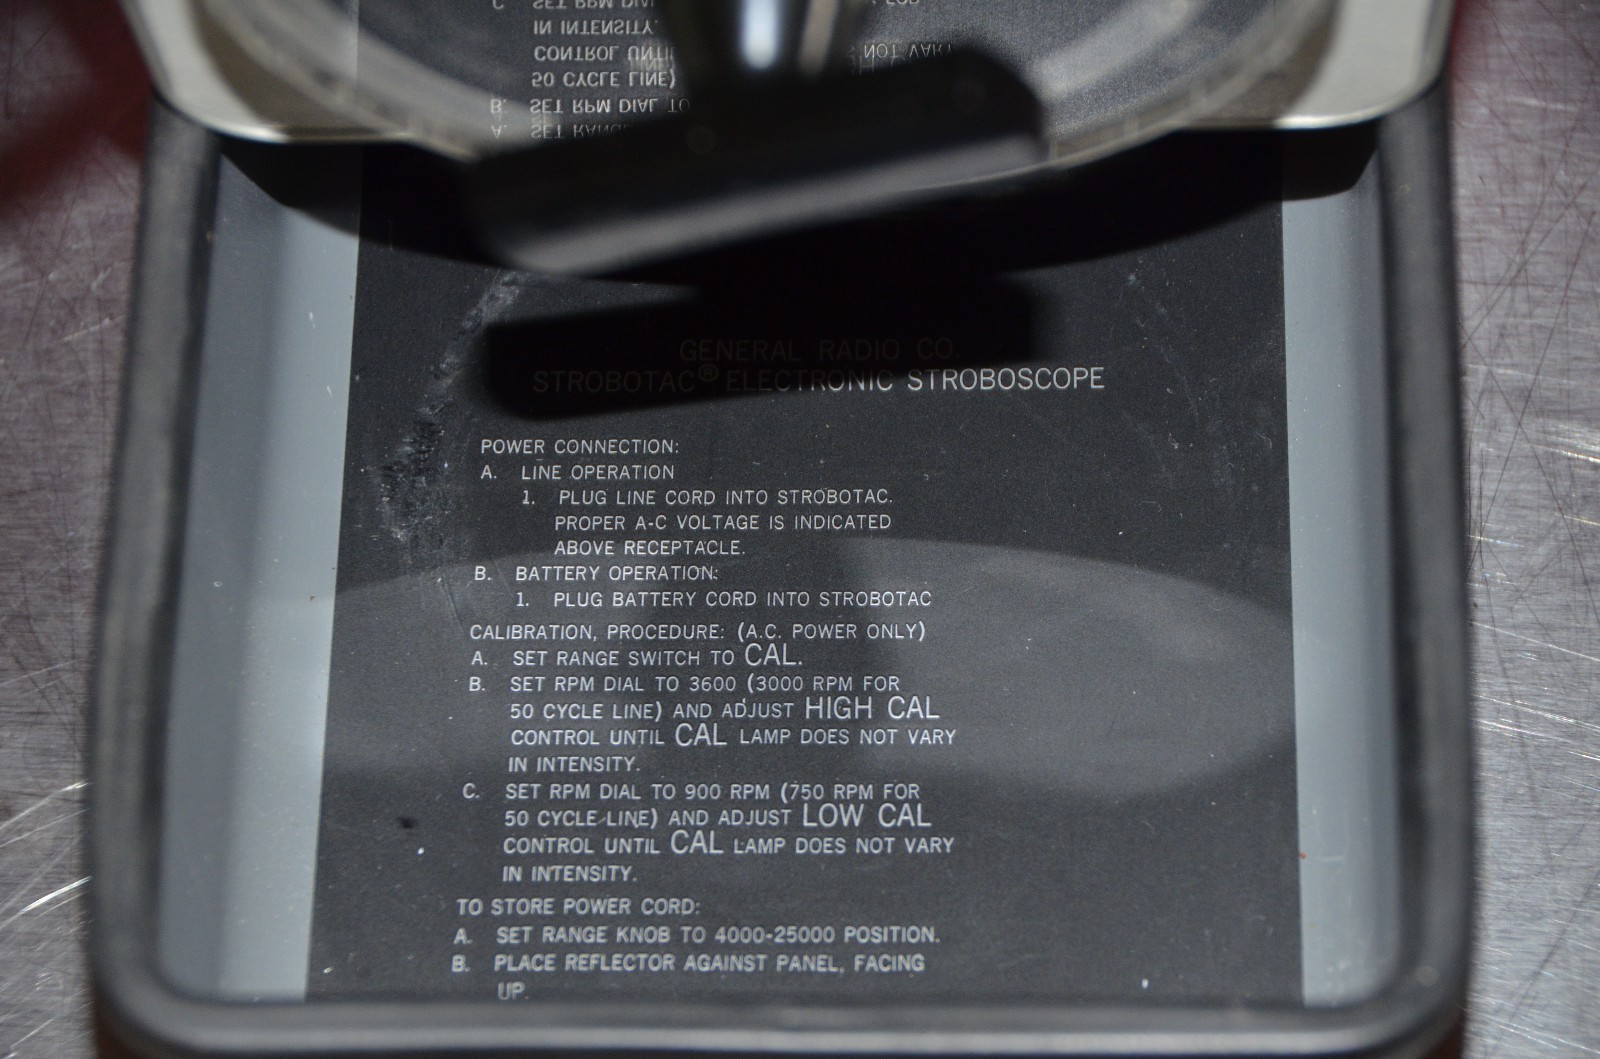 GENERAL RADIO CO.
STROBOTAC® ELECTRONIC STROBOSCOPE
POWER CONNECTION:
A. LINE OPERATION
1. PLUG LINE CORD INTO STROBOTAC.
PROPER A-C VOLTAGE IS INDICATED
ABOVE RECEPTACLE.
B. BATTERY OPERATION:
1. PLUG BATTERY CORD INTO STROBOTAC
CALIBRATION, PROCEDURE: (A.C. POWER ONLY)
A. SET RANGE SWITCH TO CAL.
B. SET RPM DIAL TO 3600 (3000 RPM FOR
50 CYCLE LINE) AND ADJUST HIGH CAL
CONTROL UNTIL CAL LAMP DOES NOT VARY
IN INTENSITY.
C. SET RPM DIAL TO 900 RPM (750 RPM FOR
50 CYCLE LINE) AND ADJUST LOW CAL
CONTROL UNTIL CAL LAMP DOES NOT VARY
IN INTENSITY.
TO STORE POWER CORD:
A. SET RANGE KNOB TO 4000-25000 POSITION.
B. PLACE REFLECTOR AGAINST PANEL, FACING
UP.